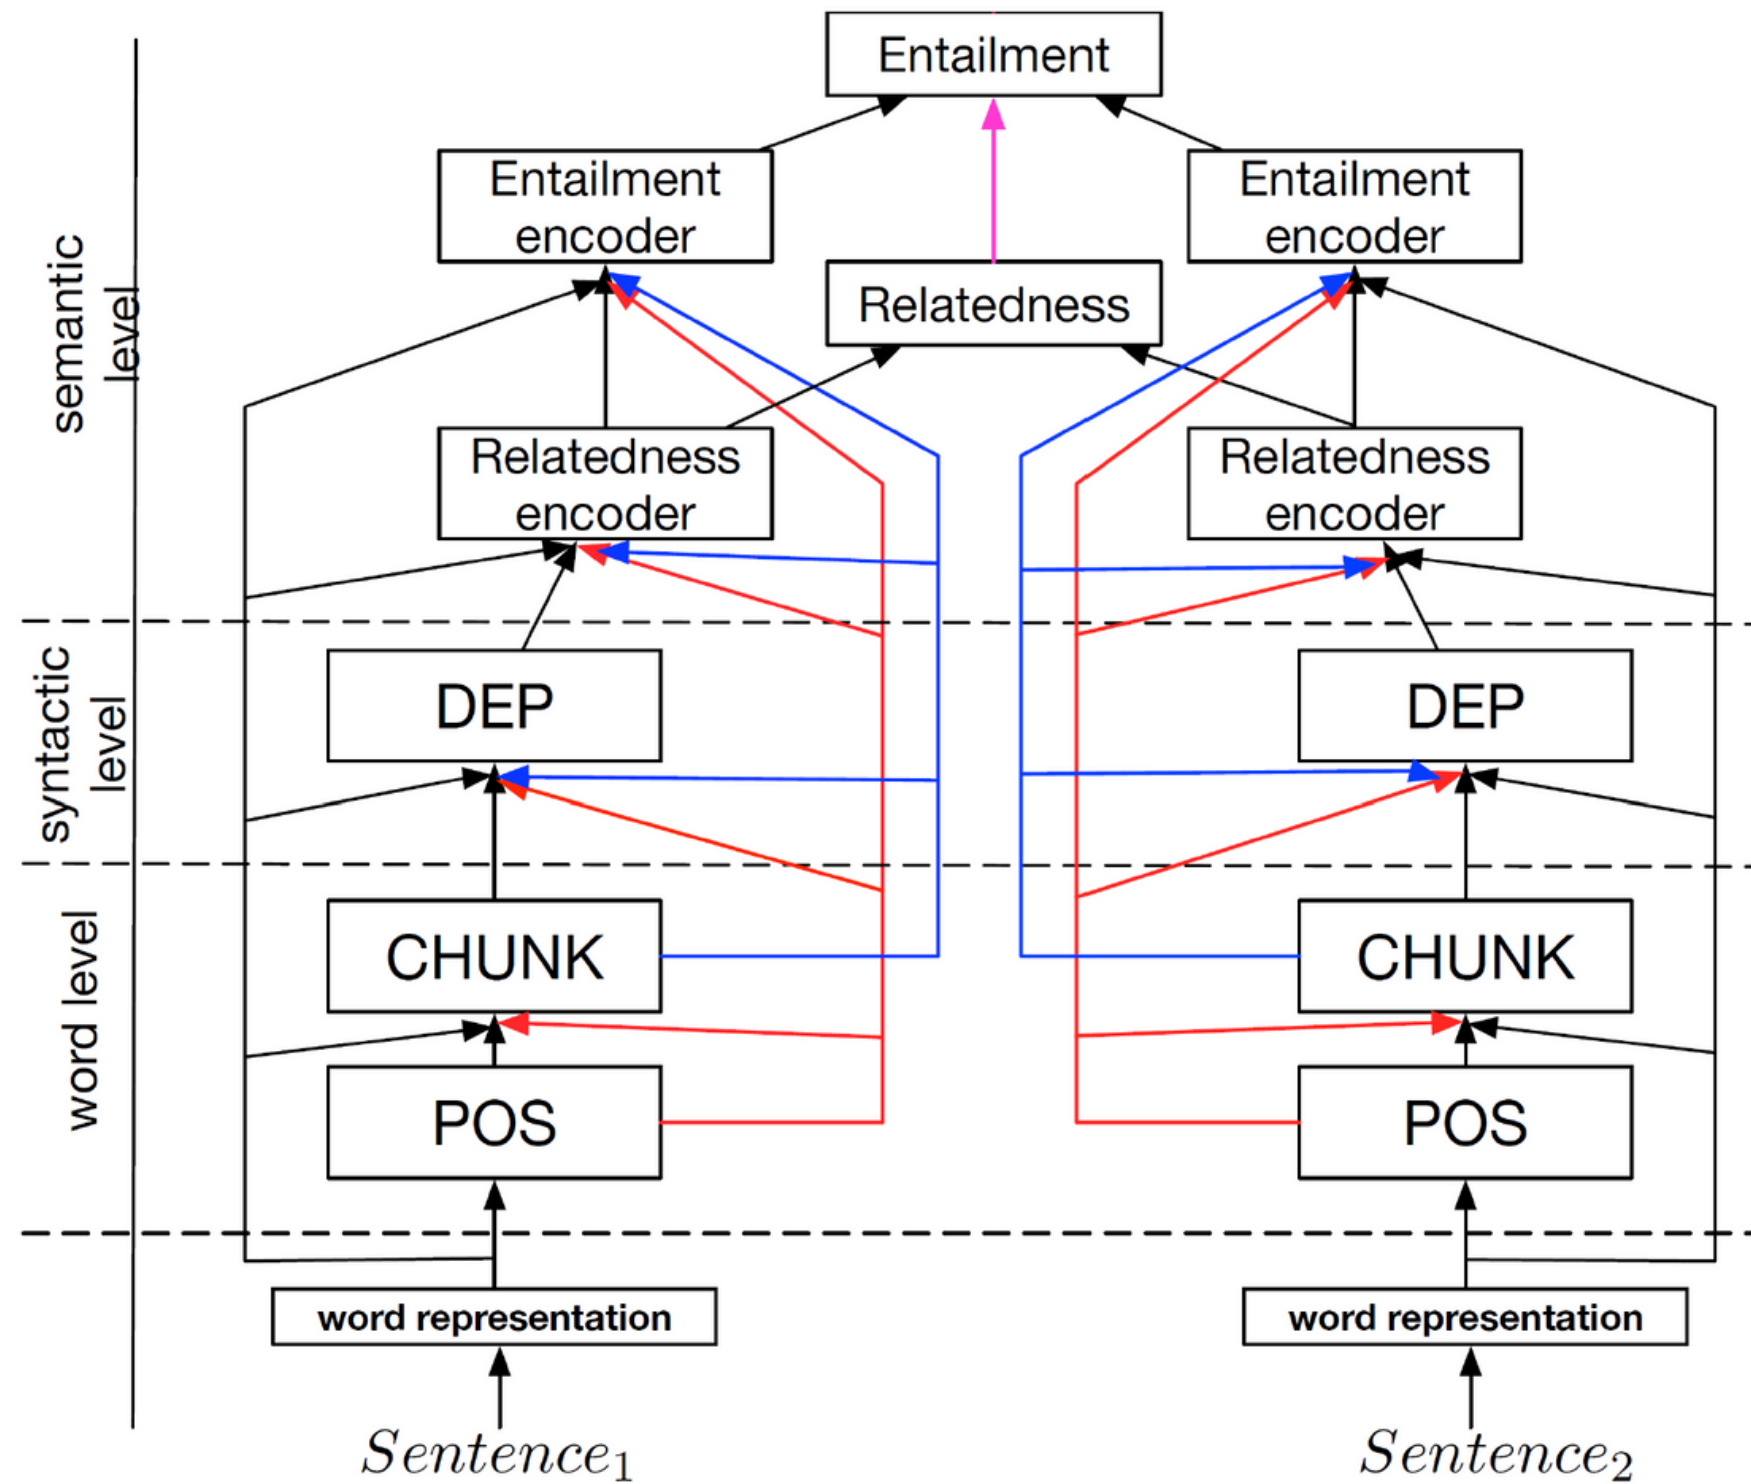 Entailment
Entailment
encoder
Entailment
encoder
Relatedness
semantic
level
Relatedness
encoder
Relatedness
encoder
syntactic
level
DEP
DEP
word level
CHUNK
CHUNK
POS
POS
word representation
word representation
Sentence₁
Sentence₂